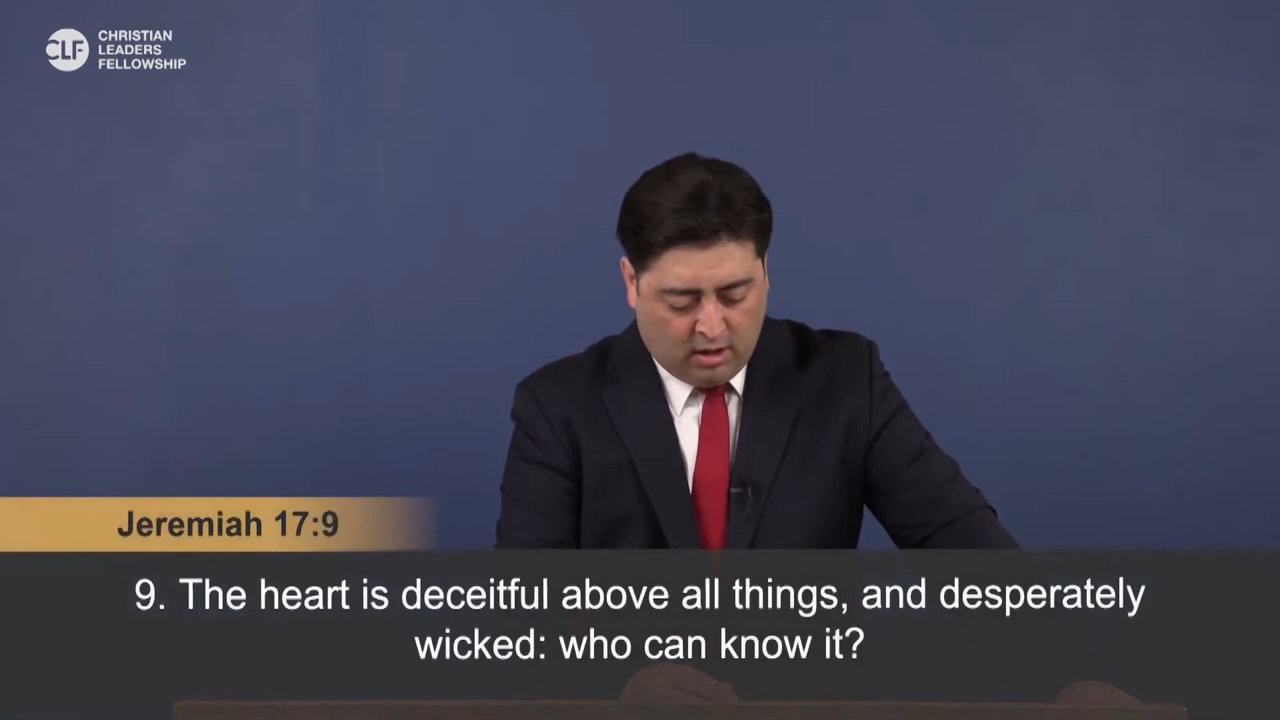 CLF
CHRISTIAN
LEADERS
FELLOWSHIP
Jeremiah 17:9
9. The heart is deceitful above all things, and desperately
wicked: who can know it?